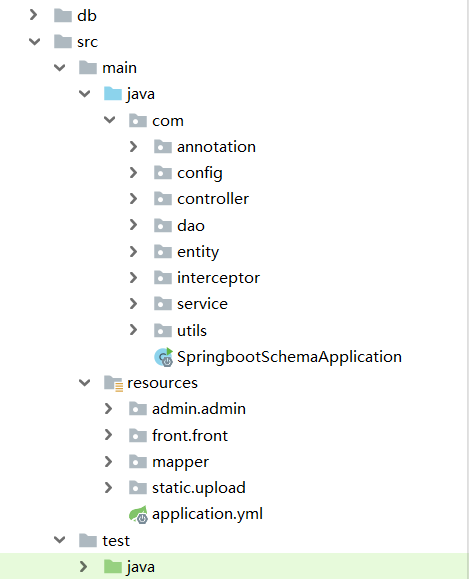 db
src
main
java
com
annotation
config
controller
dao
entity
interceptor
service
utils
SpringbootSchemaApplication
resources
admin.admin
front.front
mapper
static.upload
application.yml
test
java